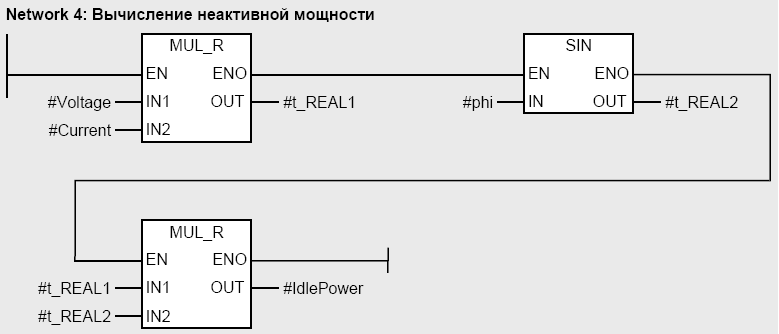 Network 4: Вычисление неактивной мощности
MUL_R SIN
EN ENO EN ENO
#Voltage IN1 OUT #t_REAL1 #phi IN OUT #t_REAL2
#Current IN2
MUL_R
EN ENO
#t_REAL1 IN1 OUT #IdlePower
#t_REAL2 IN2